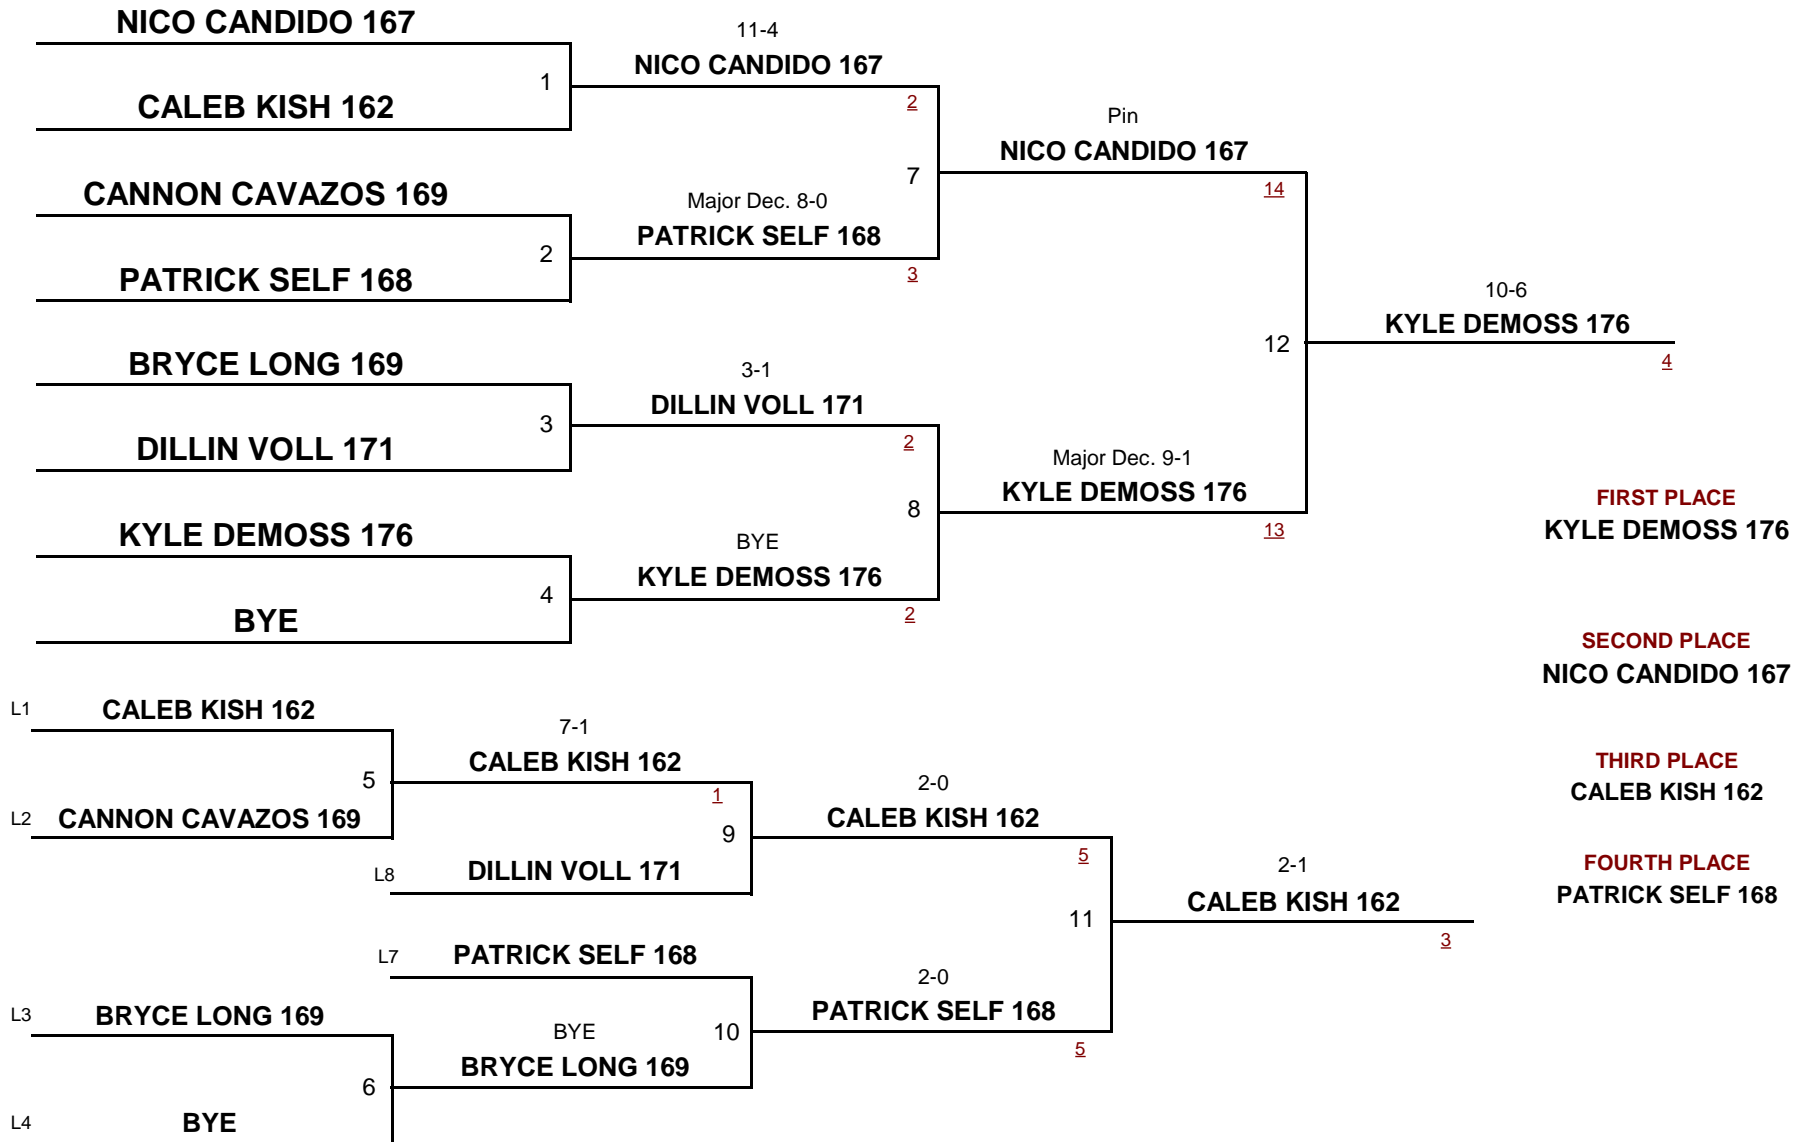 NICO CANDIDO 167
11-4
1
NICO CANDIDO 167
CALEB KISH 162
2
Pin
NICO CANDIDO 167
7
14
CANNON CAVAZOS 169
Major Dec. 8-0
2
PATRICK SELF 168
PATRICK SELF 168
3
10-6
12
KYLE DEMOSS 176
4
BRYCE LONG 169
3-1
3
DILLIN VOLL 171
DILLIN VOLL 171
2
Major Dec. 9-1
8
KYLE DEMOSS 176
13
KYLE DEMOSS 176
BYE
4
KYLE DEMOSS 176
BYE
2
FIRST PLACE
KYLE DEMOSS 176
SECOND PLACE
NICO CANDIDO 167
THIRD PLACE
CALEB KISH 162
FOURTH PLACE
PATRICK SELF 168
L1 CALEB KISH 162
7-1
5
CALEB KISH 162
1
L2 CANNON CAVAZOS 169
9
2-0
CALEB KISH 162
5
L8 DILLIN VOLL 171
2-1
11
CALEB KISH 162
3
L7 PATRICK SELF 168
2-0
10
PATRICK SELF 168
5
L3 BRYCE LONG 169
BYE
6
BRYCE LONG 169
L4 BYE